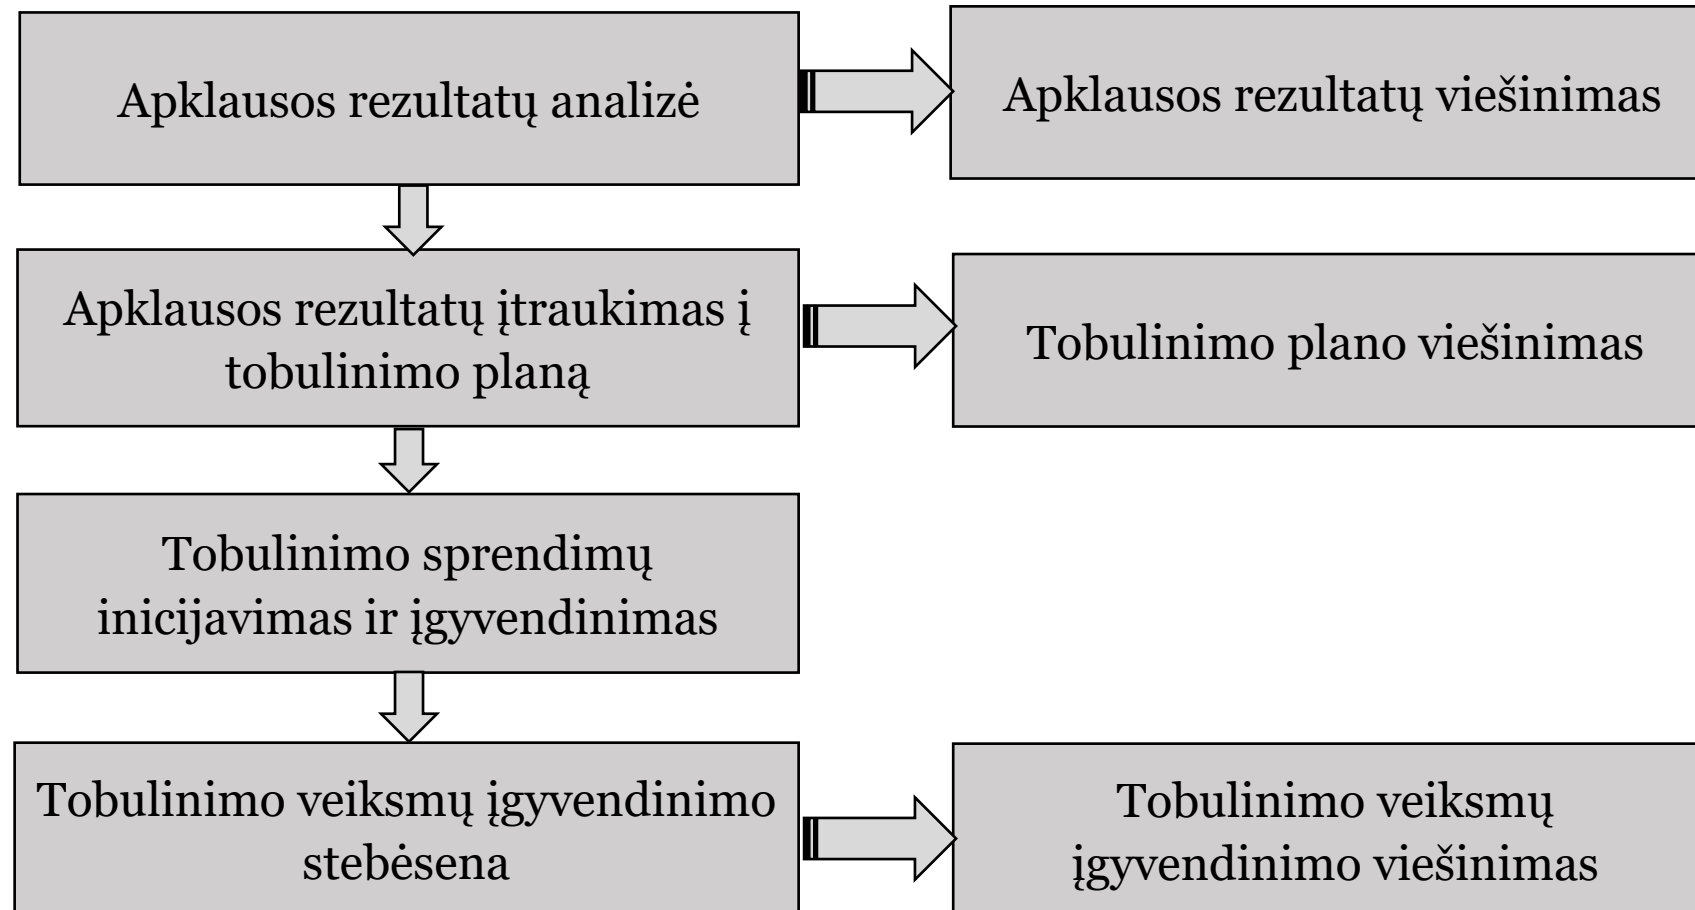 Apklausos rezultatų analizė
Apklausos rezultatų viešinimas
Apklausos rezultatų įtraukimas į
tobulinimo planą
Tobulinimo plano viešinimas
Tobulinimo sprendimų
inicijavimas ir įgyvendinimas
Tobulinimo veiksmų įgyvendinimo
stebėsena
Tobulinimo veiksmų
įgyvendinimo viešinimas